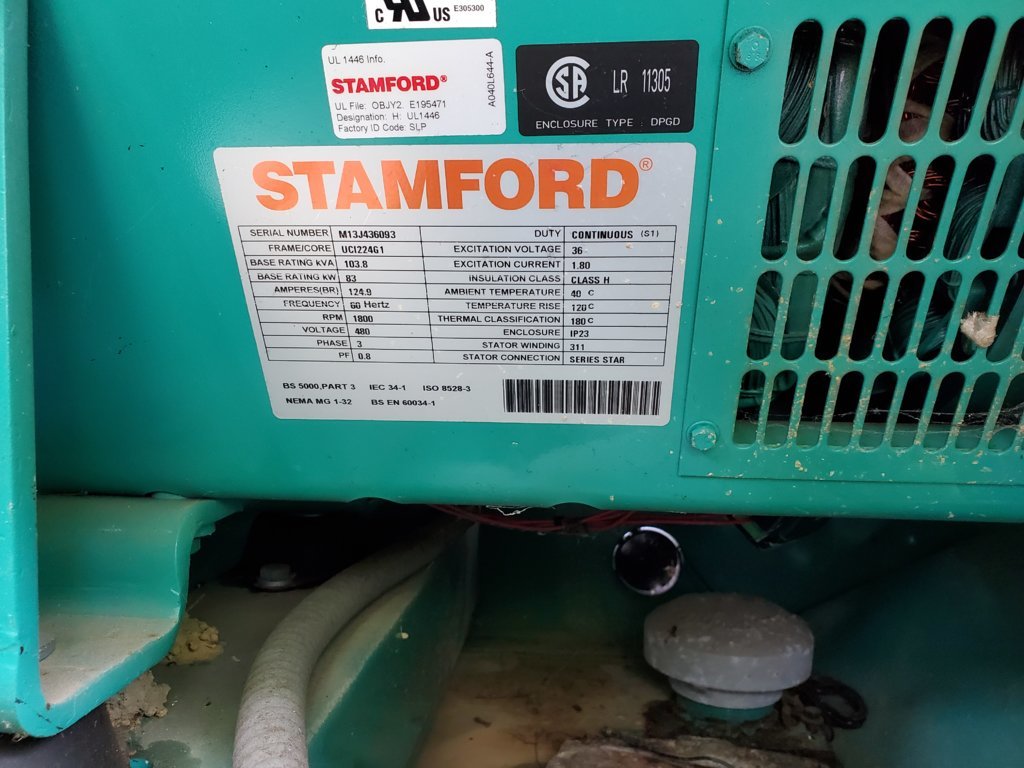 C UR US E305300
UL 1446 Info.
STAMFORD®
UL File: OBJY2. E195471
Designation: H: UL1446
Factory ID Code: SLP
A040L644-A
CSA LR 11305
ENCLOSURE TYPE : DPGD
STAMFORD®
SERIAL NUMBER M13J436093 DUTY CONTINUOUS (S1)
FRAME/CORE UCI224G1 EXCITATION VOLTAGE 36
BASE RATING kVA 103.8 EXCITATION CURRENT 1.80
BASE RATING kW 83 INSULATION CLASS CLASS H
AMPERES(BR) 124.9 AMBIENT TEMPERATURE 40 C
FREQUENCY 60 Hertz TEMPERATURE RISE 120 C
RPM 1800 THERMAL CLASSIFICATION 180 C
VOLTAGE 480 ENCLOSURE IP23
PHASE 3 STATOR WINDING 311
PF 0.8 STATOR CONNECTION SERIES STAR
BS 5000,PART 3 IEC 34-1 ISO 8528-3
NEMA MG 1-32 BS EN 60034-1